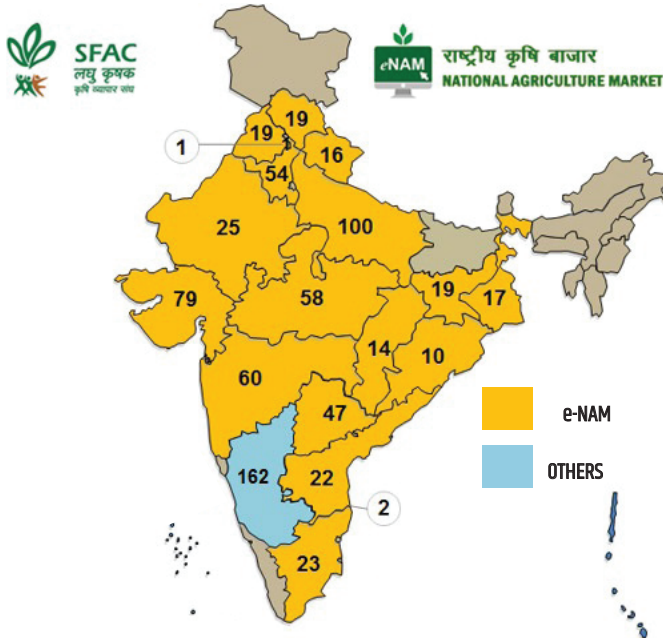 SFAC
लघु कृषक
कृषि व्यापार संघ
eNAM
राष्ट्रीय कृषि बाजार
NATIONAL AGRICULTURE MARKET
19
19
1
16
54
25
100
79
58
19
17
14
10
60
47
e-NAM
162
22
OTHERS
2
23